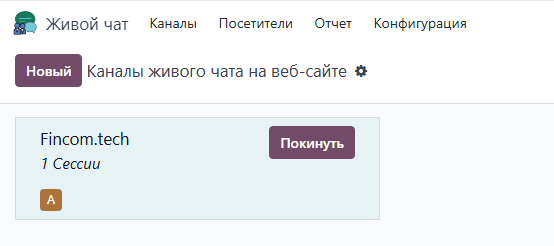 Живой чат Каналы Посетители Отчет Конфигурация
Новый Каналы живого чата на веб-сайте
Fincom.tech Покинуть
1 Сессии
A